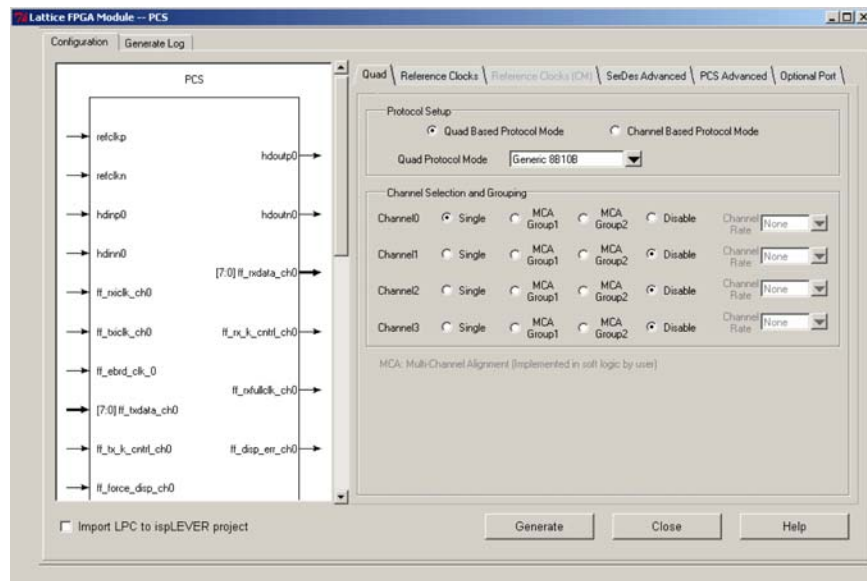 Lattice FPGA Module -- PCS
Configuration Generate Log
PCS
refclkp
hdoutp0
refclkn
hdinp0
hdoutn0
hdinn0
[7:0] ff_rxdata_ch0
ff_rxiclk_ch0
ff_txiclk_ch0
ff_rx_k_cntrl_ch0
ff_ebrd_clk_0
ff_rxfullclk_ch0
[7:0] ff_txdata_ch0
ff_tx_k_cntrl_ch0
ff_disp_err_ch0
ff_force_disp_ch0
Quad Reference Clocks Reference Clocks (CM) SerDes Advanced PCS Advanced Optional Port
Protocol Setup
Quad Based Protocol Mode Channel Based Protocol Mode
Quad Protocol Mode Generic 8B10B
Channel Selection and Grouping
Channel0 Single MCA Group1 MCA Group2 Disable Channel Rate None
Channel1 Single MCA Group1 MCA Group2 Disable Channel Rate None
Channel2 Single MCA Group1 MCA Group2 Disable Channel Rate None
Channel3 Single MCA Group1 MCA Group2 Disable Channel Rate None
MCA: Multi-Channel Alignment (Implemented in soft logic by user)
Import LPC to ispLEVER project
Generate Close Help